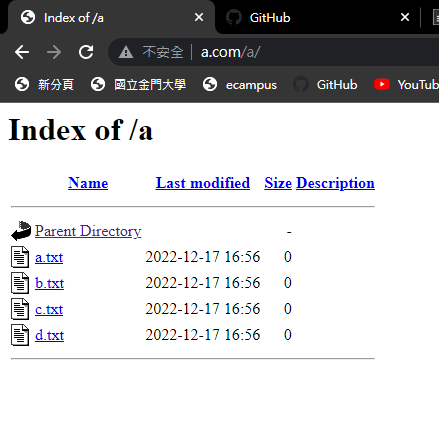 Index of /a
GitHub
不安全 a.com/a/
新分頁 國立金門大學 ecampus GitHub YouTub
Index of /a
Name Last modified Size Description
Parent Directory -
a.txt 2022-12-17 16:56 0
b.txt 2022-12-17 16:56 0
c.txt 2022-12-17 16:56 0
d.txt 2022-12-17 16:56 0